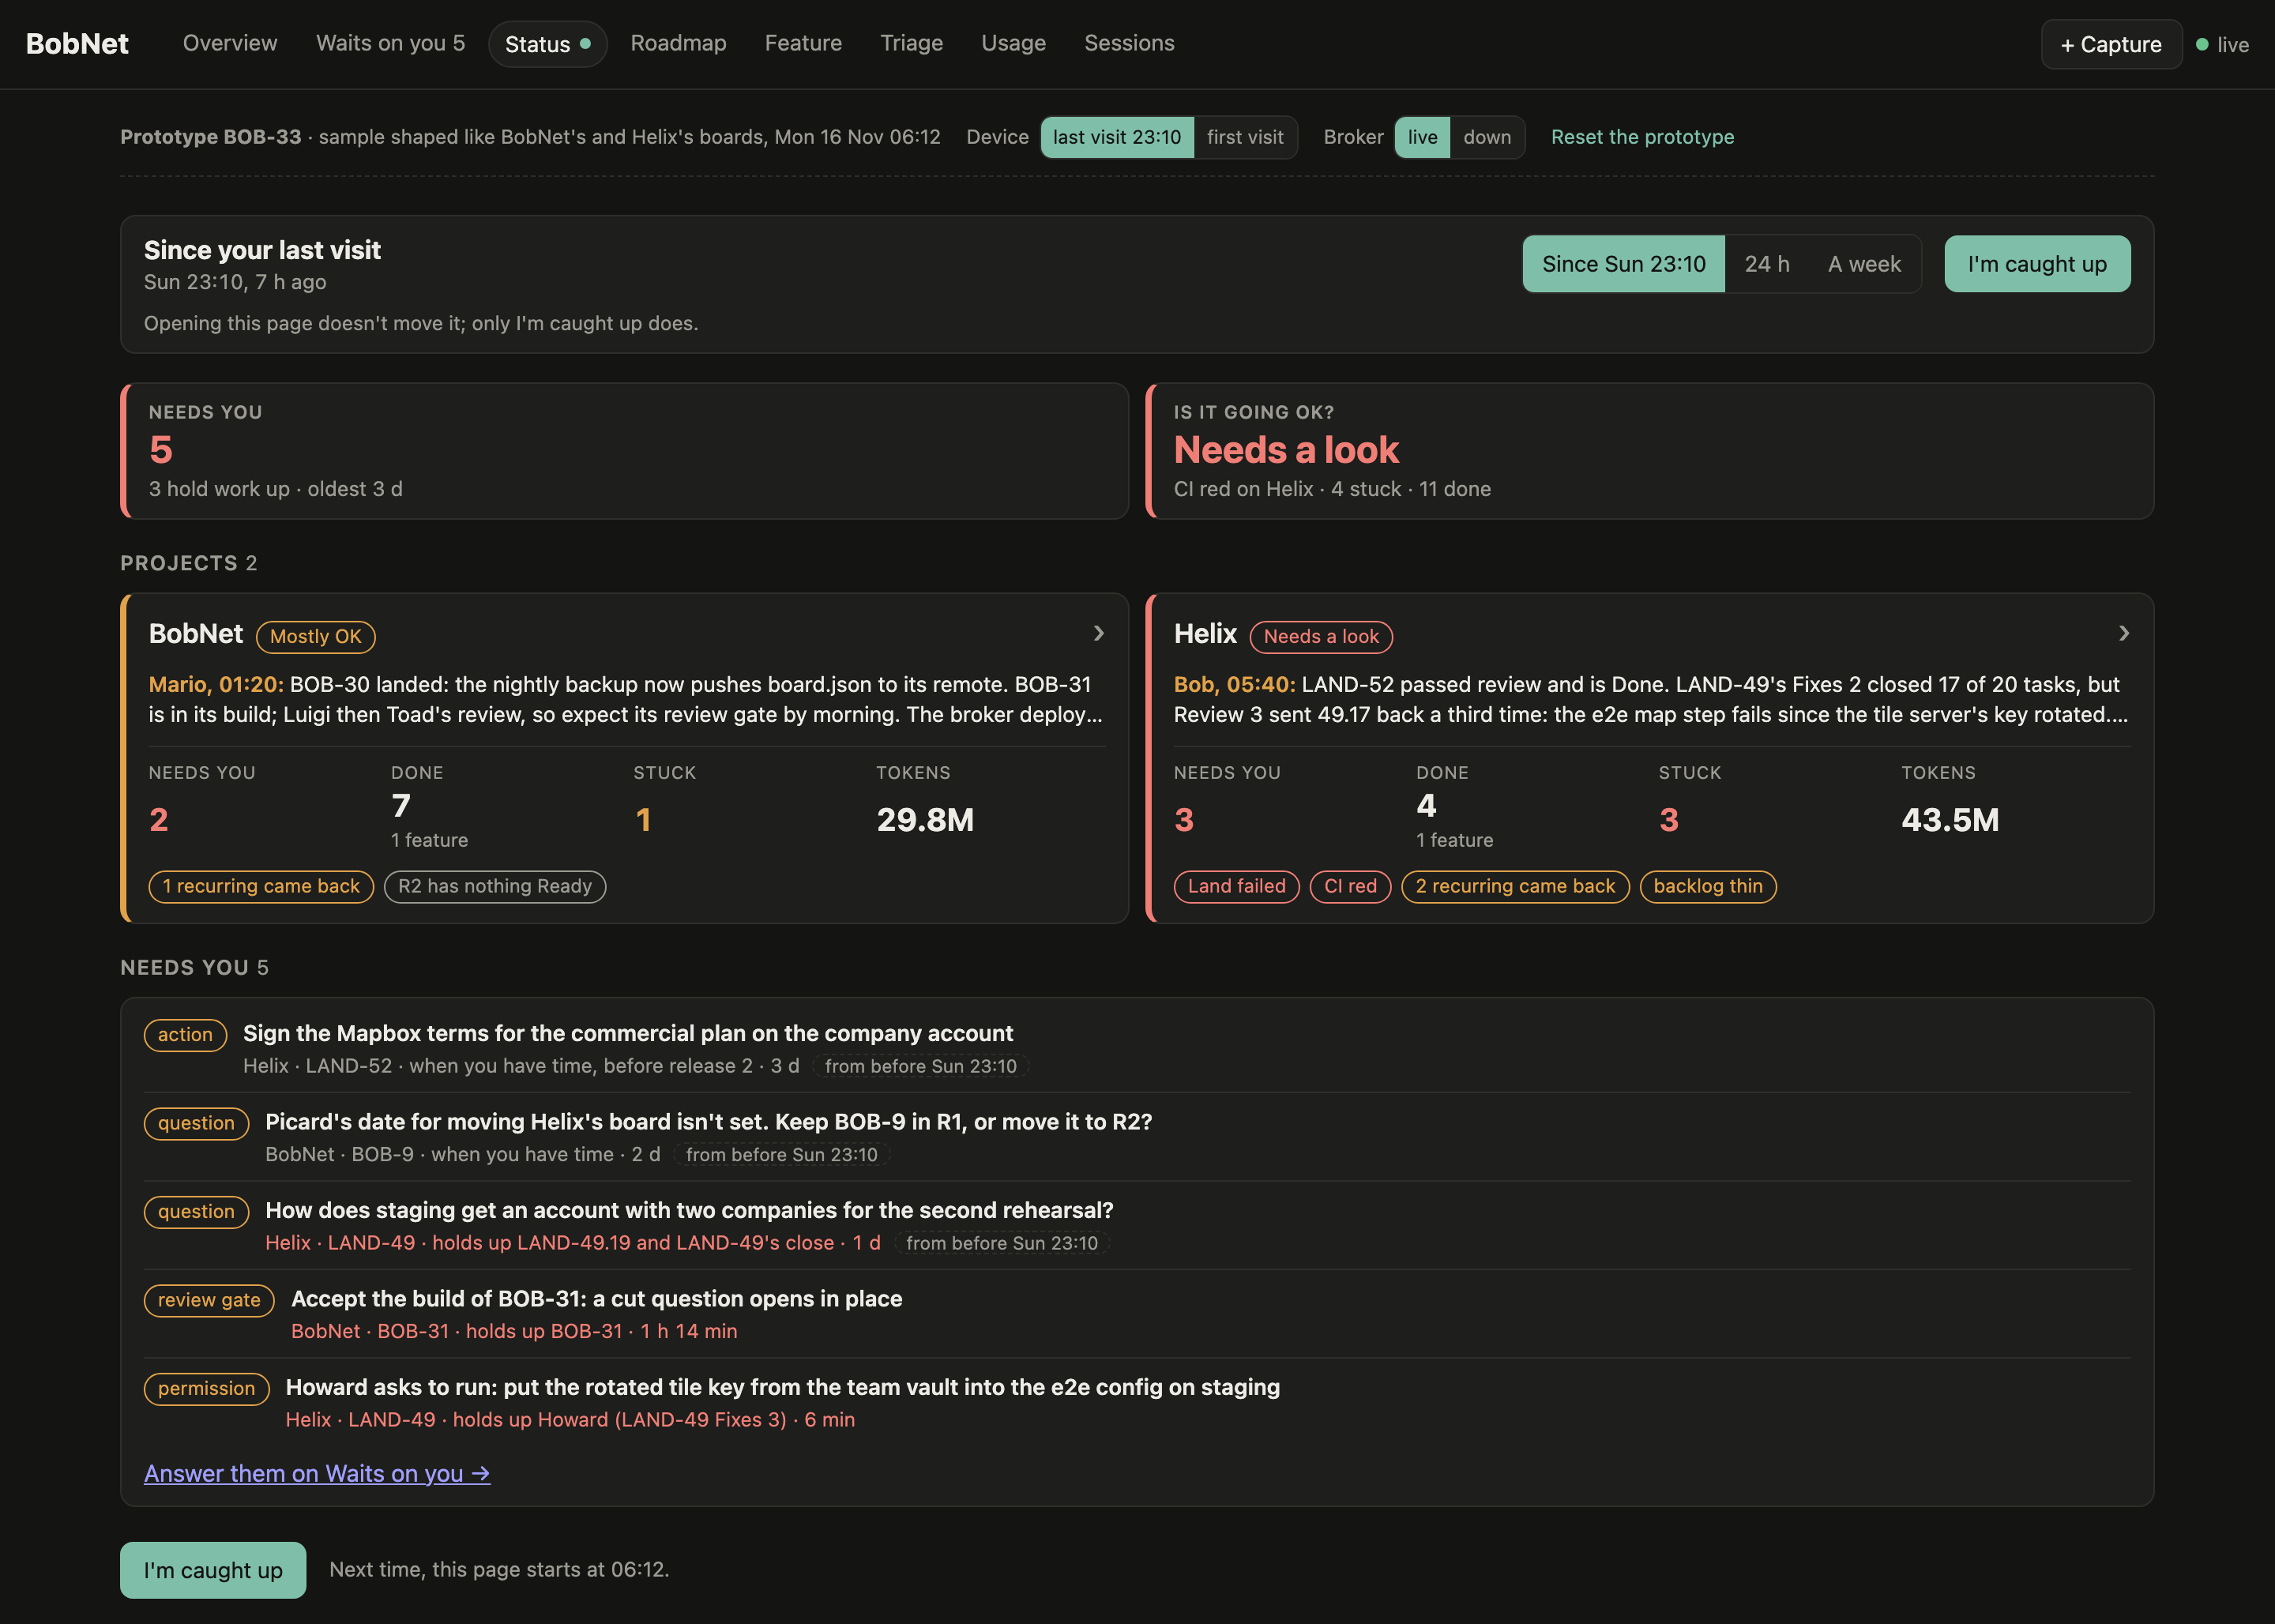 BobNet Overview Waits on you 5 Status Roadmap Feature Triage Usage Sessions + Capture live
Prototype BOB-33 · sample shaped like BobNet's and Helix's boards, Mon 16 Nov 06:12 Device last visit 23:10 first visit Broker live down Reset the prototype
Since your last visit
Sun 23:10, 7 h ago
Opening this page doesn't move it; only I'm caught up does.
Since Sun 23:10 24 h A week I'm caught up
NEEDS YOU
5
3 hold work up · oldest 3 d
IS IT GOING OK?
Needs a look
CI red on Helix · 4 stuck · 11 done
PROJECTS 2
BobNet Mostly OK ›
Mario, 01:20: BOB-30 landed: the nightly backup now pushes board.json to its remote. BOB-31
is in its build; Luigi then Toad's review, so expect its review gate by morning. The broker deploy…
NEEDS YOU DONE STUCK TOKENS
2 7 1 29.8M
1 feature
1 recurring came back R2 has nothing Ready
Helix Needs a look ›
Bob, 05:40: LAND-52 passed review and is Done. LAND-49's Fixes 2 closed 17 of 20 tasks, but
Review 3 sent 49.17 back a third time: the e2e map step fails since the tile server's key rotated.…
NEEDS YOU DONE STUCK TOKENS
3 4 3 43.5M
1 feature
Land failed CI red 2 recurring came back backlog thin
NEEDS YOU 5
action Sign the Mapbox terms for the commercial plan on the company account
Helix · LAND-52 · when you have time, before release 2 · 3 d from before Sun 23:10
question Picard's date for moving Helix's board isn't set. Keep BOB-9 in R1, or move it to R2?
BobNet · BOB-9 · when you have time · 2 d from before Sun 23:10
question How does staging get an account with two companies for the second rehearsal?
Helix · LAND-49 · holds up LAND-49.19 and LAND-49's close · 1 d from before Sun 23:10
review gate Accept the build of BOB-31: a cut question opens in place
BobNet · BOB-31 · holds up BOB-31 · 1 h 14 min
permission Howard asks to run: put the rotated tile key from the team vault into the e2e config on staging
Helix · LAND-49 · holds up Howard (LAND-49 Fixes 3) · 6 min
Answer them on Waits on you →
I'm caught up Next time, this page starts at 06:12.